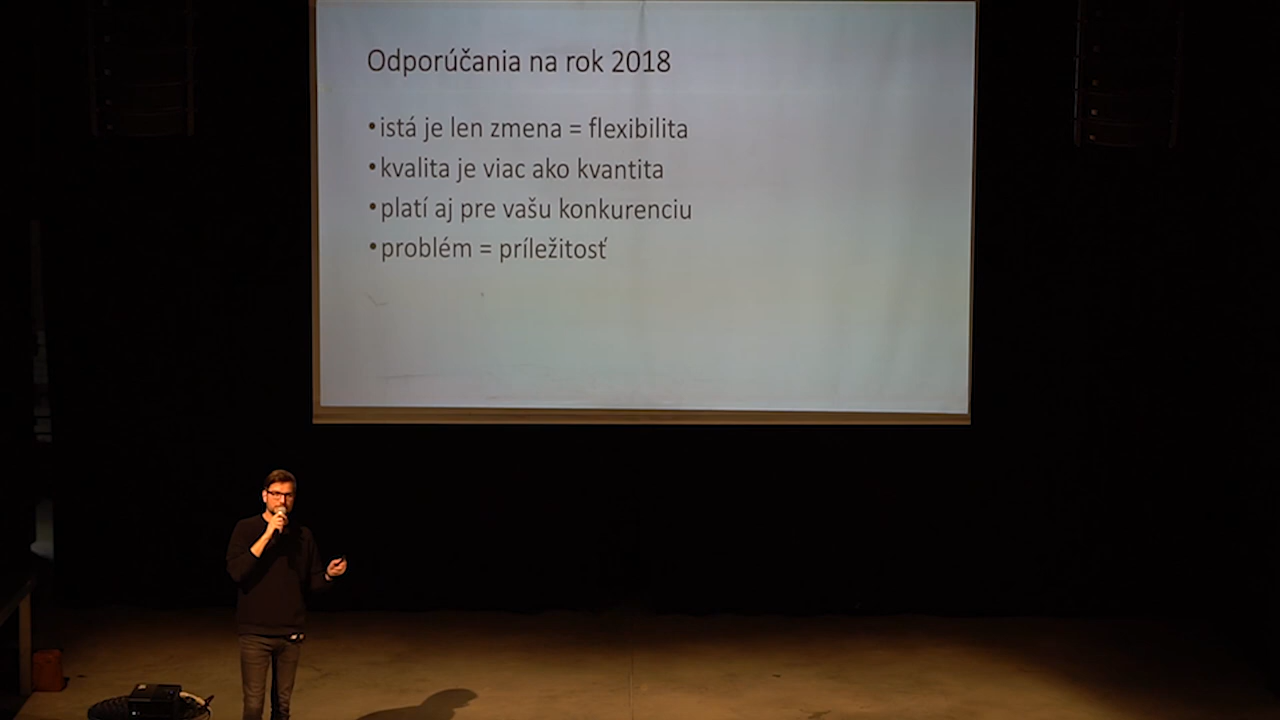 Odporúčania na rok 2018
•istá je len zmena = flexibilita
•kvalita je viac ako kvantita
•platí aj pre vašu konkurenciu
•problém = príležitosť